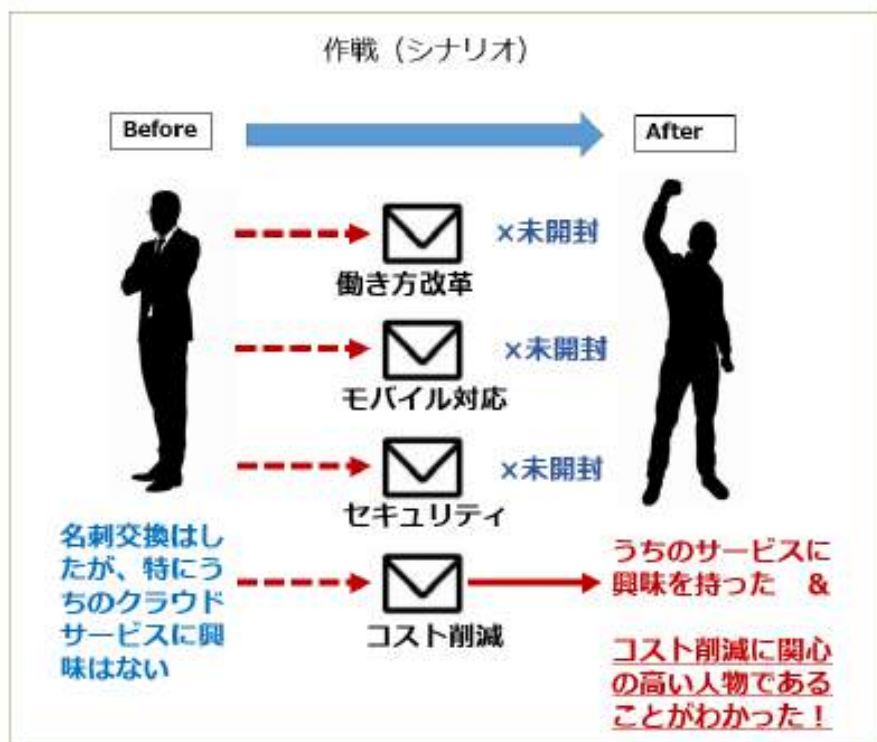 作戦（シナリオ）
Before
After
×未開封
働き方改革
×未開封
モバイル対応
×未開封
セキュリティ
名刺交換はし
たが、特にう
ちのクラウド
サービスに興
味はない
コスト削減
うちのサービスに
興味を持った　&
コスト削減に関心
の高い人物である
ことがわかった！